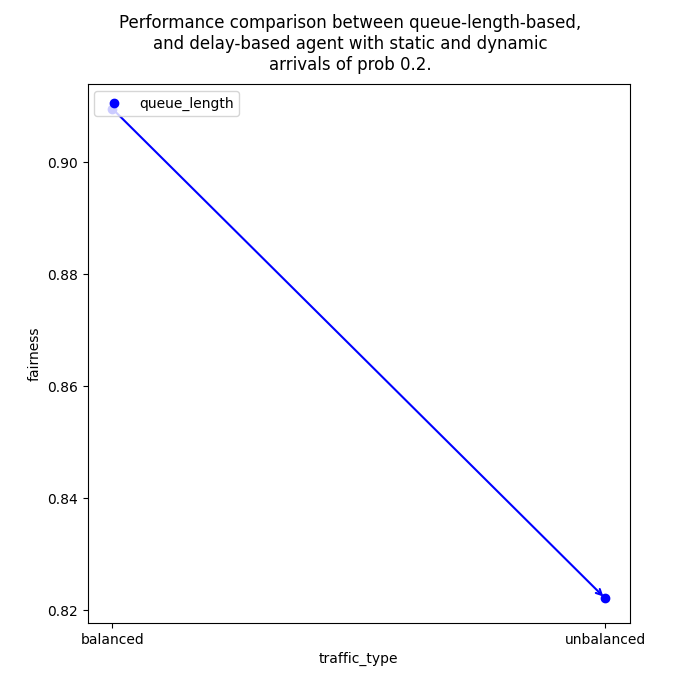 Performance comparison between queue-length-based,
and delay-based agent with static and dynamic
arrivals of prob 0.2.
queue_length
0.90
0.88
0.86
0.84
0.82
fairness
balanced
unbalanced
traffic_type